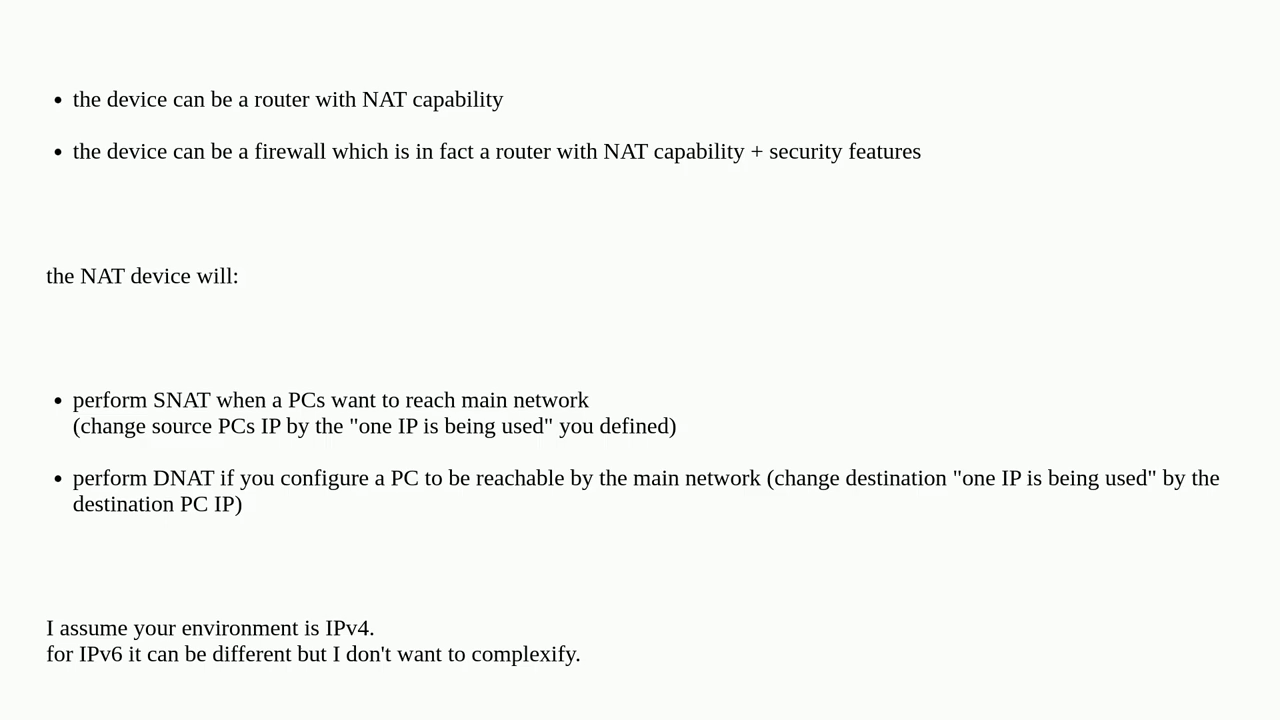 • the device can be a router with NAT capability
• the device can be a firewall which is in fact a router with NAT capability + security features
the NAT device will:
• perform SNAT when a PCs want to reach main network
(change source PCs IP by the "one IP is being used" you defined)
• perform DNAT if you configure a PC to be reachable by the main network (change destination "one IP is being used" by the
destination PC IP)
I assume your environment is IPv4.
for IPv6 it can be different but I don't want to complexify.